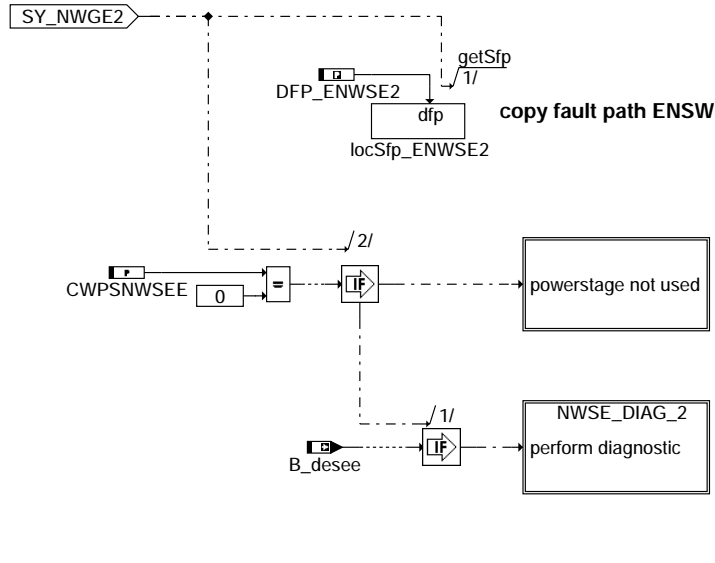 SY_NWGE2
getSfp
1/
DFP_ENWSE2
dfp
copy fault path ENSW
locSfp_ENWSE2
2/
CWPSNWSEE
0
=
IF
powerstage not used
1/
NWSE_DIAG_2
B_desee
IF
perform diagnostic